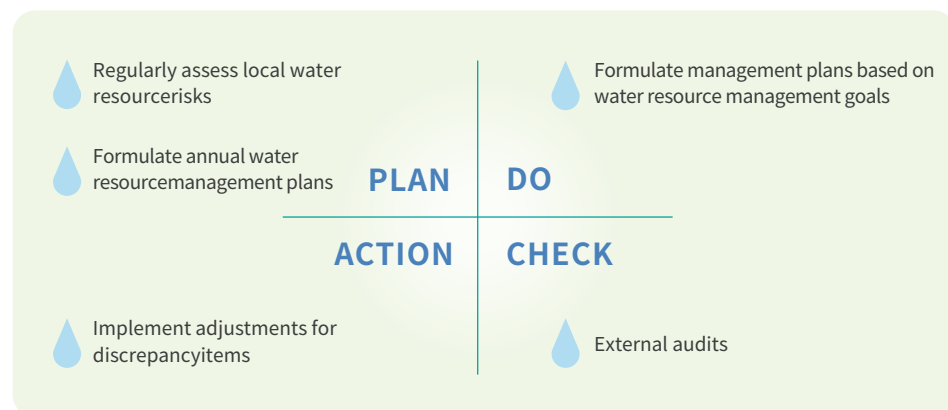 Regularly assess local water
resourcerisks
Formulate annual water
resourcemanagement plans
PLAN
Formulate management plans based on
water resource management goals
DO
ACTION
Implement adjustments for
discrepancyitems
CHECK
External audits